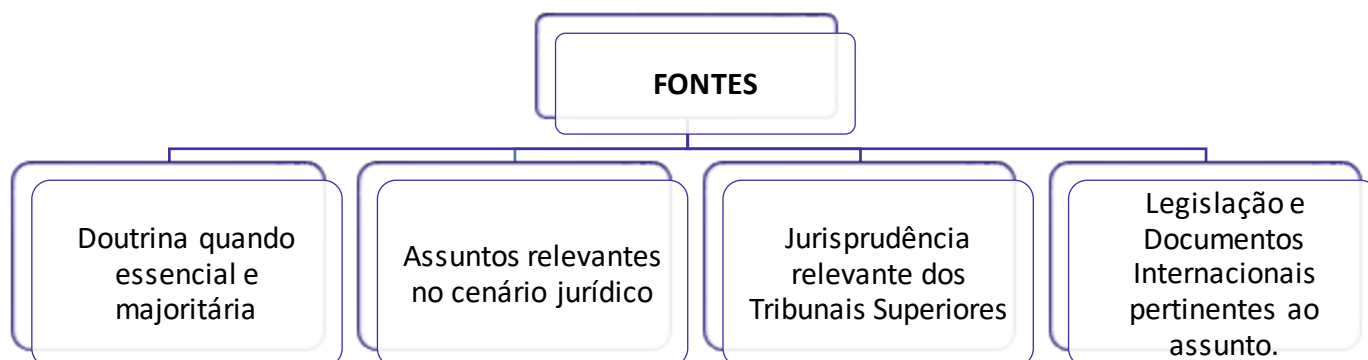 FONTES
Doutrina quando
essencial e
majoritária
Assuntos relevantes
no cenário jurídico
Jurisprudência
relevante dos
Tribunais Superiores
Legislação e
Documentos
Internacionais
pertinentes ao
assunto.